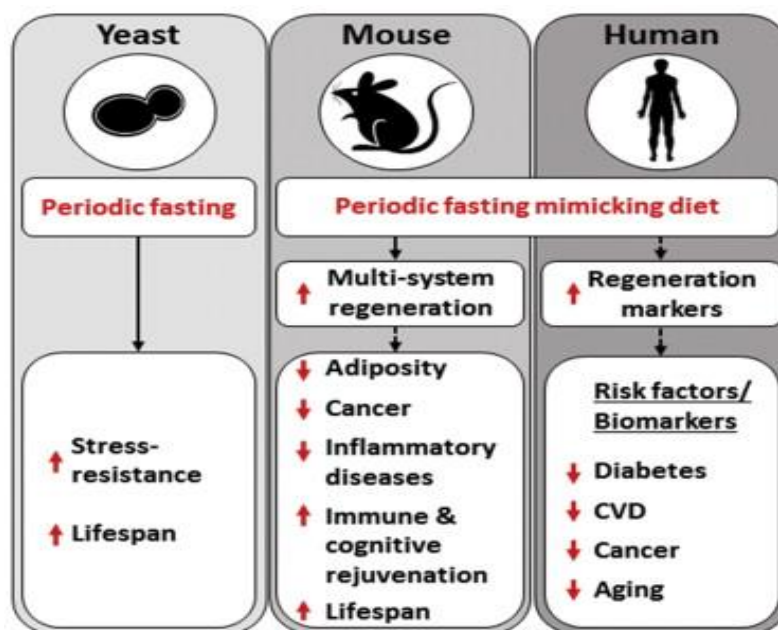 Yeast
Periodic fasting
Stress-
resistance
Lifespan
Mouse
Human
Periodic fasting mimicking diet
Multi-system
regeneration
Adiposity
Cancer
Inflammatory
diseases
Immune &
cognitive
rejuvenation
Lifespan
Regeneration
markers
Risk factors/
Biomarkers
Diabetes
CVD
Cancer
Aging